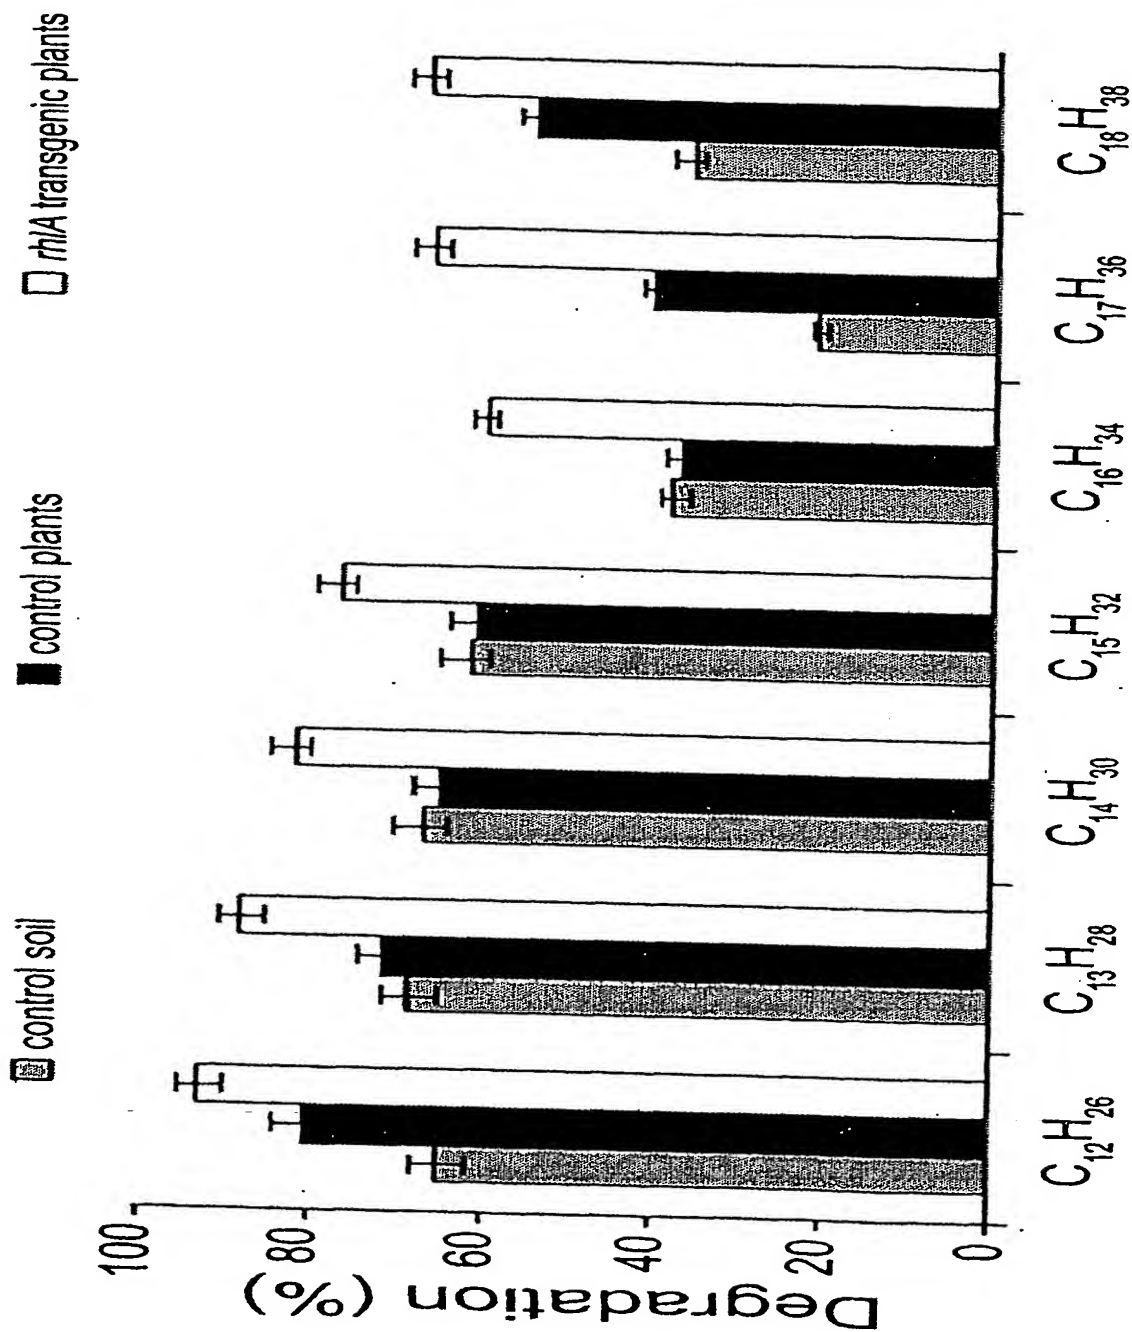 control soil
control plants
rhlA transgenic plants
Degradation (%)
100
80
60
40
20
0
C₁₂H₂₆
C₁₃H₂₈
C₁₄H₃₀
C₁₅H₃₂
C₁₆H₃₄
C₁₇H₃₆
C₁₈H₃₈